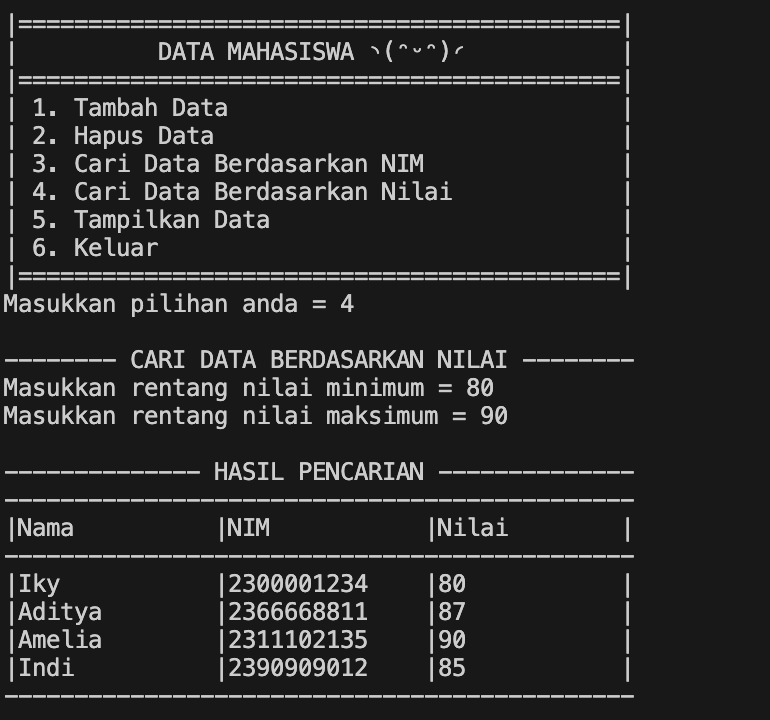 |===========================================|
|          DATA MAHASISWA ◝(ᵔᵕᵔ)◜           |
|===========================================|
| 1. Tambah Data                            |
| 2. Hapus Data                             |
| 3. Cari Data Berdasarkan NIM              |
| 4. Cari Data Berdasarkan Nilai            |
| 5. Tampilkan Data                         |
| 6. Keluar                                 |
|===========================================|
Masukkan pilihan anda = 4

-------- CARI DATA BERDASARKAN NILAI --------
Masukkan rentang nilai minimum = 80
Masukkan rentang nilai maksimum = 90

-------------- HASIL PENCARIAN --------------
---------------------------------------------
|Nama          |NIM           |Nilai        |
---------------------------------------------
|Iky           |2300001234    |80           |
|Aditya        |2366668811    |87           |
|Amelia        |2311102135    |90           |
|Indi          |2390909012    |85           |
---------------------------------------------